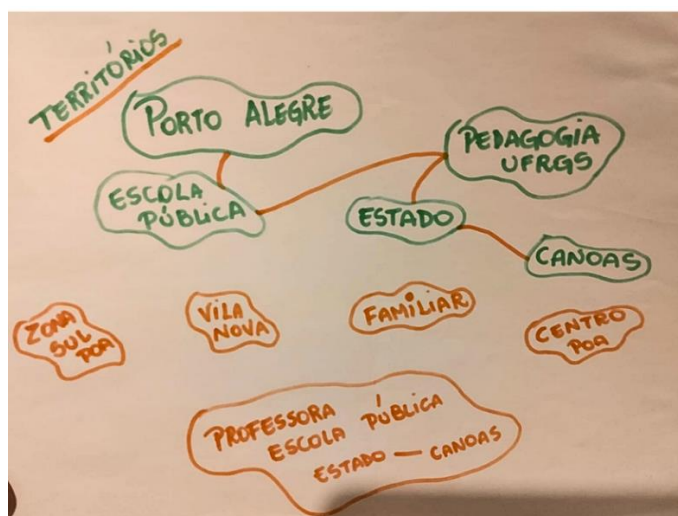 TERRITÓRIOS
PORTO ALEGRE
PEDAGOGIA
UFRGS
ESCOLA
PÚBLICA
ESTADO
CANOAS
ZONA
SUL
POA
VILA
NOVA
FAMILIAR
CENTRO
POA
PROFESSORA
ESCOLA PÚBLICA
ESTADO — CANOAS